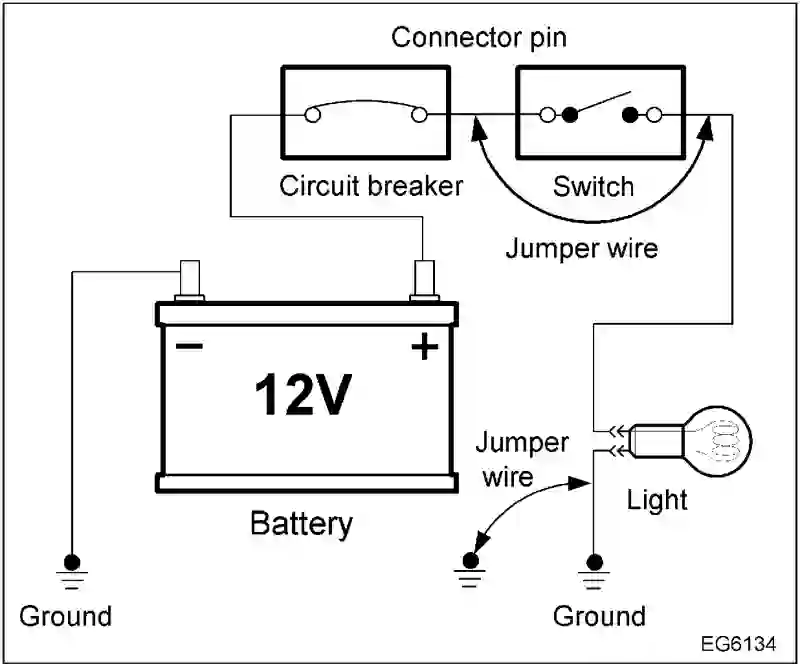 Connector pin
Circuit breaker
Switch
Jumper wire
− +
12V
Jumper
wire
Light
Battery
Ground
Ground
EG6134